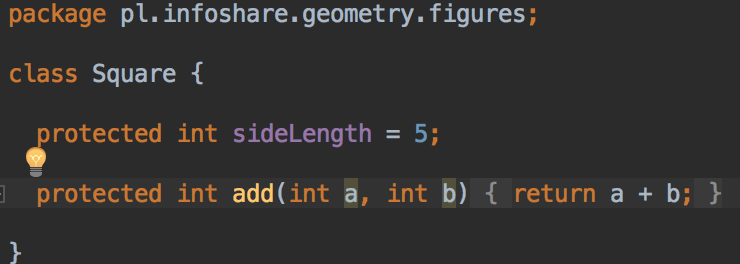 package pl.infoshare.geometry.figures;
class Square {
protected int sideLength = 5;
protected int add(int a, int b) { return a + b; }
}